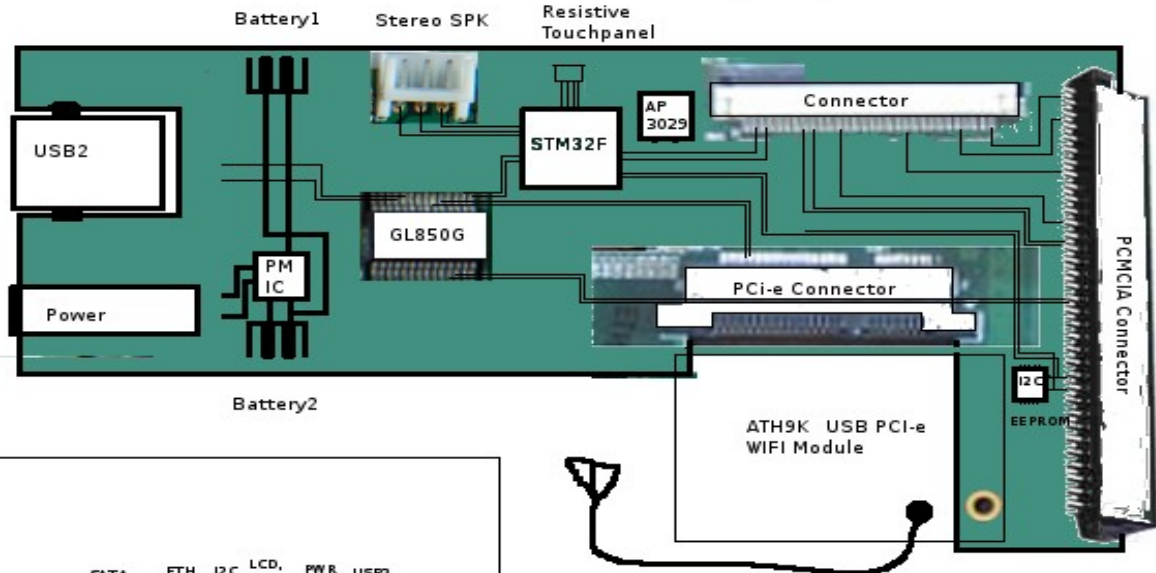 Battery1
Stereo SPK
Resistive
Touchpanel
AP
3029
Connector
USB2
STM32F
GL850G
PM
IC
PCi-e Connector
PCMCIA Connector
Power
I2C
EEPROM
Battery2
ATH9K USB PCI-e
WIFI Module
ETH I2C LCD, PWR